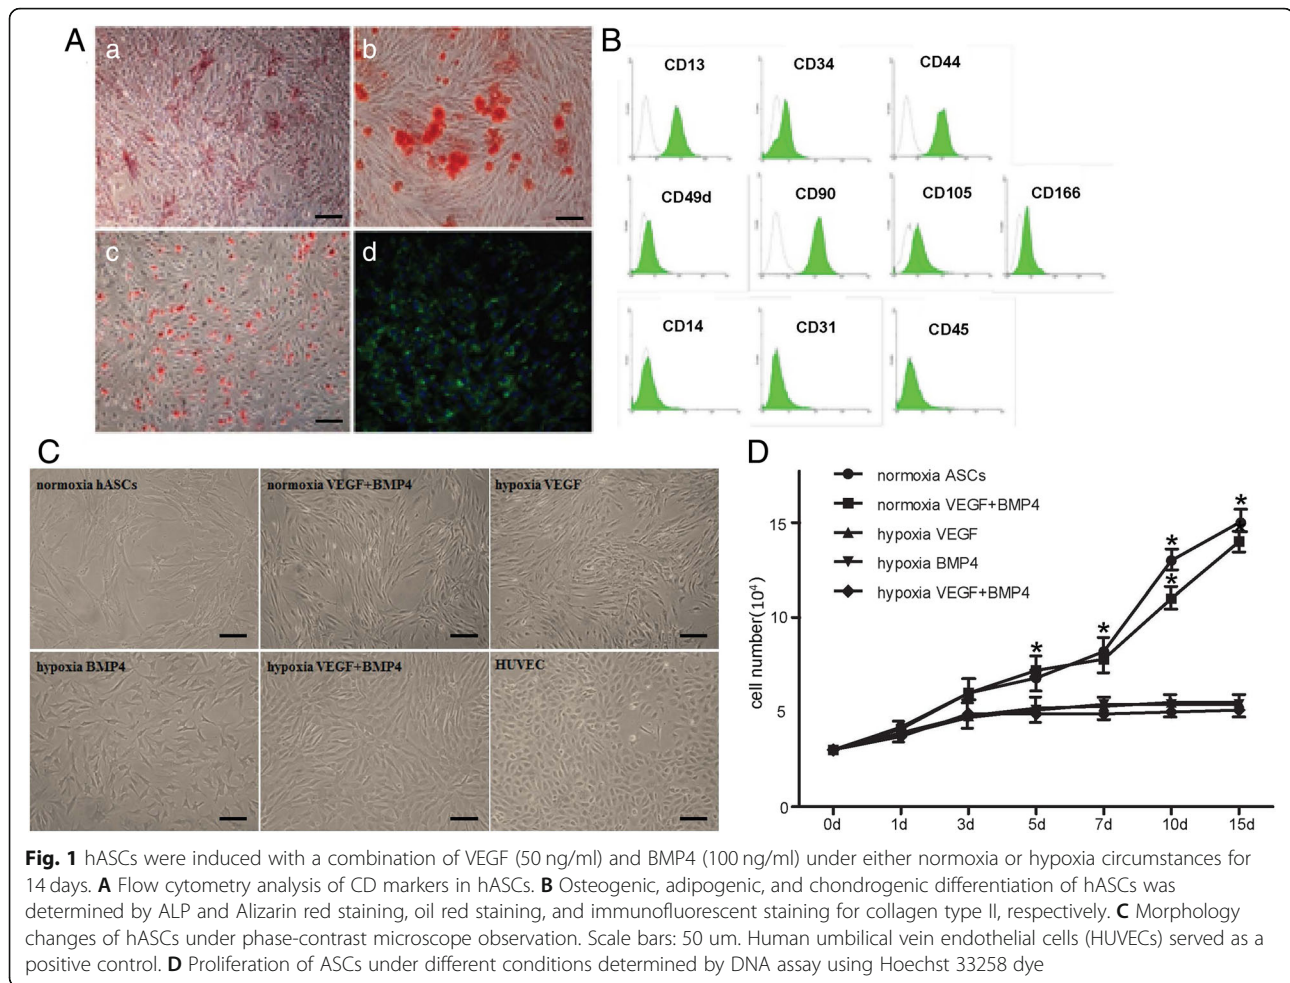 A
a
b
c
d
B
CD13
CD34
CD44
CD49d
CD90
CD105
CD166
CD14
CD31
CD45
C
normoxia hASCs
normoxia VEGF+BMP4
hypoxia VEGF
hypoxia BMP4
hypoxia VEGF+BMP4
HUVEC
D
normoxia ASCs
normoxia VEGF+BMP4
hypoxia VEGF
hypoxia BMP4
hypoxia VEGF+BMP4
cell number(10⁴)
15
10
5
0
* * * * *
0d 1d 3d 5d 7d 10d 15d
Fig. 1 hASCs were induced with a combination of VEGF (50 ng/ml) and BMP4 (100 ng/ml) under either normoxia or hypoxia circumstances for
14 days. A Flow cytometry analysis of CD markers in hASCs. B Osteogenic, adipogenic, and chondrogenic differentiation of hASCs was
determined by ALP and Alizarin red staining, oil red staining, and immunofluorescent staining for collagen type II, respectively. C Morphology
changes of hASCs under phase-contrast microscope observation. Scale bars: 50 um. Human umbilical vein endothelial cells (HUVECs) served as a
positive control. D Proliferation of ASCs under different conditions determined by DNA assay using Hoechst 33258 dye